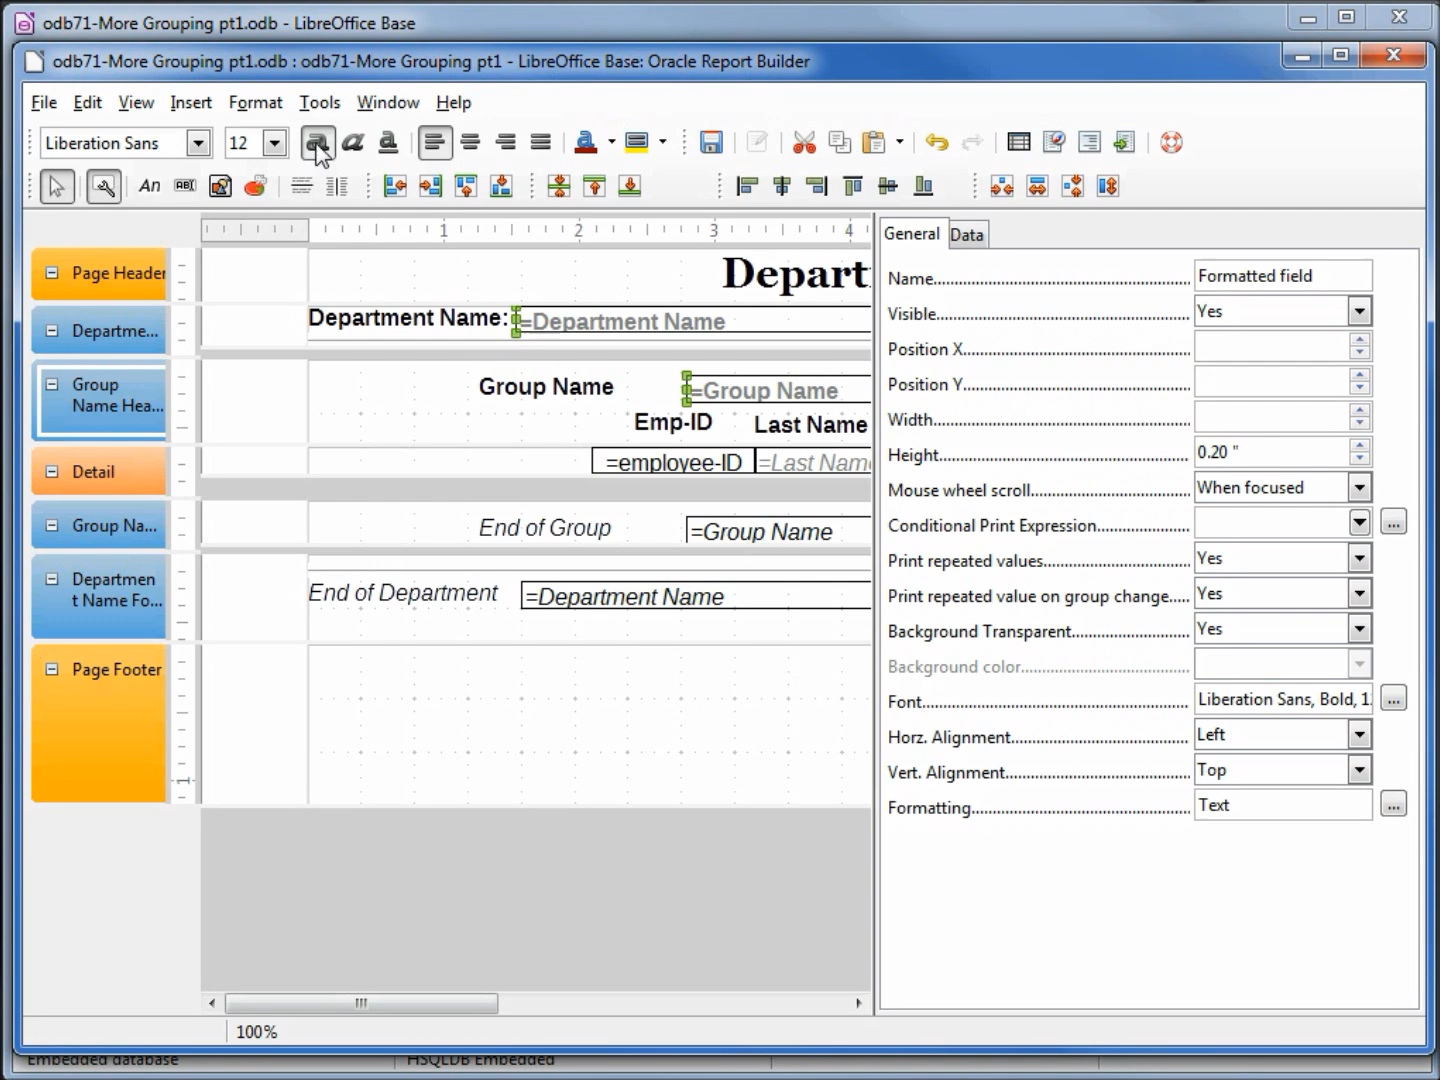 odb71-More Grouping pt1.odb - LibreOffice Base
odb71-More Grouping pt1.odb : odb71-More Grouping pt1 - LibreOffice Base: Oracle Report Builder
File Edit View Insert Format Tools Window Help
Liberation Sans 12
An ABI
1 2 3 4
General Data
Page Header
Depart
Departme...
Department Name: =Department Name
Group
Name Hea...
Group Name =Group Name
Emp-ID Last Name
Detail
=employee-ID =Last Nam
Group Na...
End of Group =Group Name
Departmen
t Name Fo...
End of Department =Department Name
Page Footer
1
Name Formatted field
Visible Yes
Position X
Position Y
Width
Height 0.20 "
Mouse wheel scroll When focused
Conditional Print Expression ...
Print repeated values Yes
Print repeated value on group change..... Yes
Background Transparent Yes
Background color
Font Liberation Sans, Bold, 1 ...
Horz. Alignment Left
Vert. Alignment Top
Formatting Text ...
100%
Embedded database HSQLDB Embedded